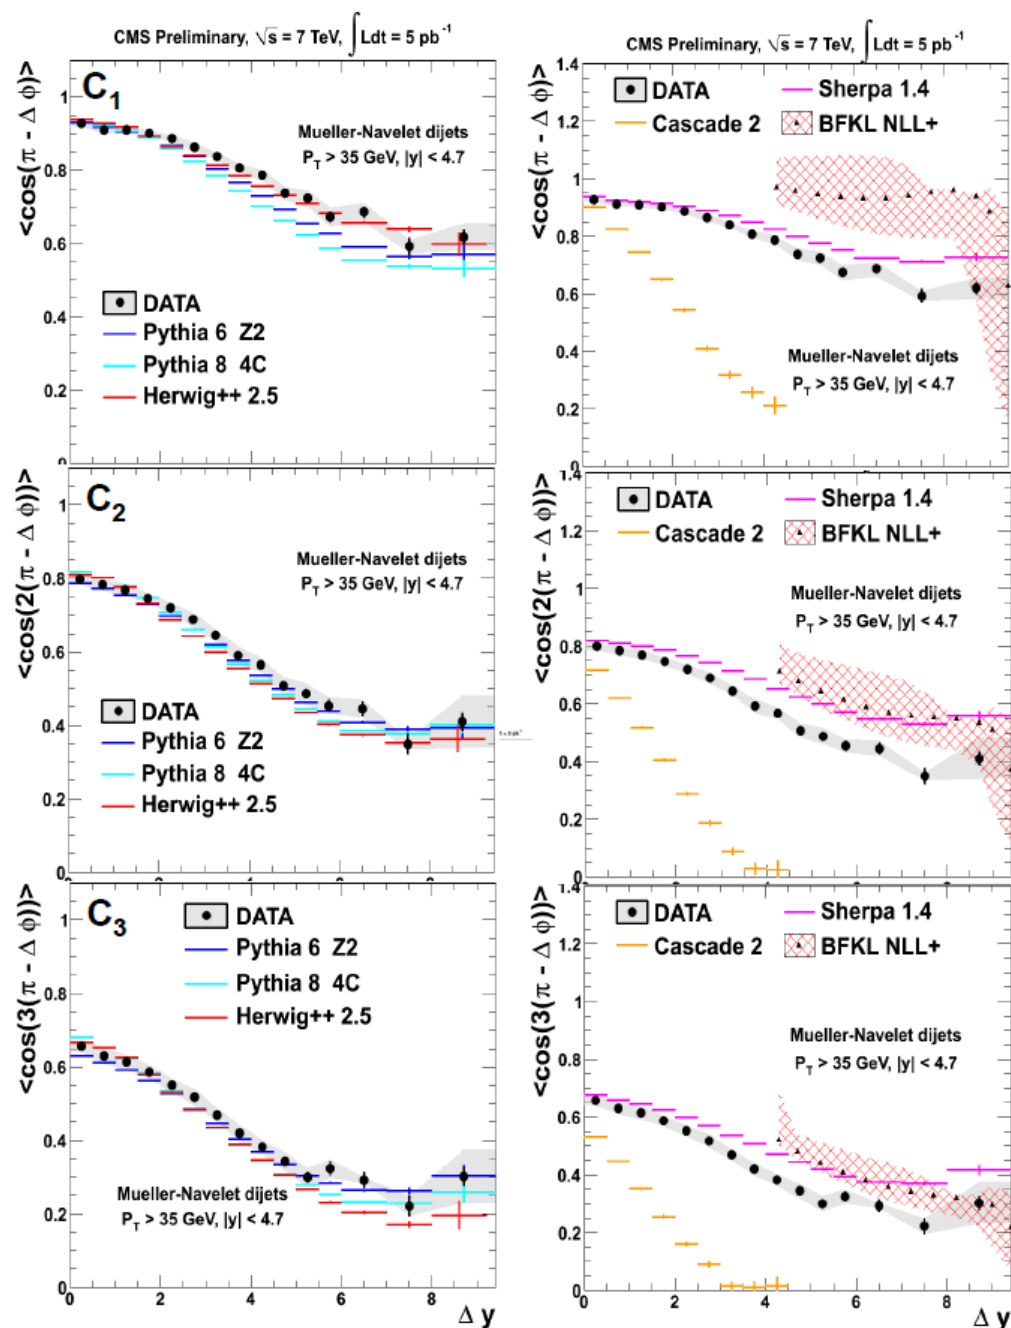 CMS Preliminary, √s = 7 TeV, ∫ Ldt = 5 pb⁻¹
<cos(π - Δ ϕ)>
C₁
Mueller-Navelet dijets
P_T > 35 GeV, |y| < 4.7
DATA
Pythia 6 Z2
Pythia 8 4C
Herwig++ 2.5
1
0.8
0.6
0.4
0.2
0
CMS Preliminary, √s = 7 TeV, ∫ Ldt = 5 pb⁻¹
<cos(π - Δ ϕ)>
DATA
Sherpa 1.4
Cascade 2
BFKL NLL+
Mueller-Navelet dijets
P_T > 35 GeV, |y| < 4.7
1.4
1.2
1
0.8
0.6
0.4
0.2
0
<cos(2(π - Δ ϕ))>
C₂
Mueller-Navelet dijets
P_T > 35 GeV, |y| < 4.7
DATA
Pythia 6 Z2
Pythia 8 4C
Herwig++ 2.5
1
0.8
0.6
0.4
0.2
0
<cos(2(π - Δ ϕ))>
DATA
Sherpa 1.4
Cascade 2
BFKL NLL+
Mueller-Navelet dijets
P_T > 35 GeV, |y| < 4.7
1.4
1.2
1
0.8
0.6
0.4
0.2
0
<cos(3(π - Δ ϕ))>
C₃
DATA
Pythia 6 Z2
Pythia 8 4C
Herwig++ 2.5
Mueller-Navelet dijets
P_T > 35 GeV, |y| < 4.7
1
0.8
0.6
0.4
0.2
0
0 2 4 6 8
Δ y
<cos(3(π - Δ ϕ))>
DATA
Sherpa 1.4
Cascade 2
BFKL NLL+
Mueller-Navelet dijets
P_T > 35 GeV, |y| < 4.7
1.4
1.2
1
0.8
0.6
0.4
0.2
0
0 2 4 6 8
Δ y